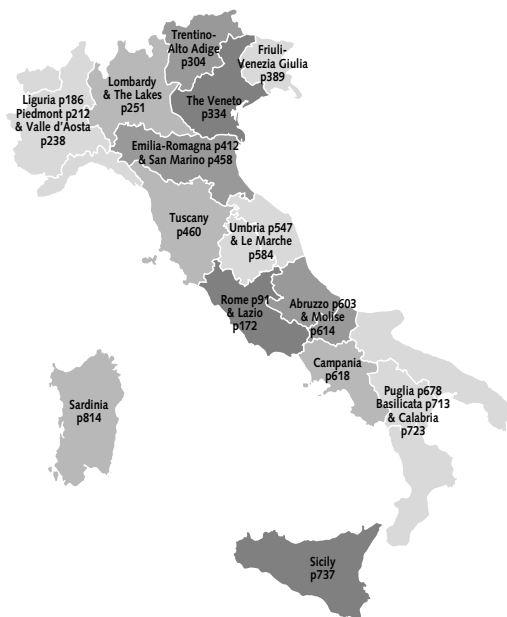 Trentino-
Alto Adige
p304
Friuli-
Venezia Giulia
p389
Lombardy
& The Lakes
p251
Liguria p186
Piedmont p212
& Valle d’Aosta
p238
The Veneto
p334
Emilia-Romagna p412
& San Marino p458
Tuscany
p460
Umbria p547
& Le Marche
p584
Rome p91
& Lazio
p172
Abruzzo p603
& Molise
p614
Campania
p618
Puglia p678
Basilicata p713
& Calabria
p723
Sardinia
p814
Sicily
p737